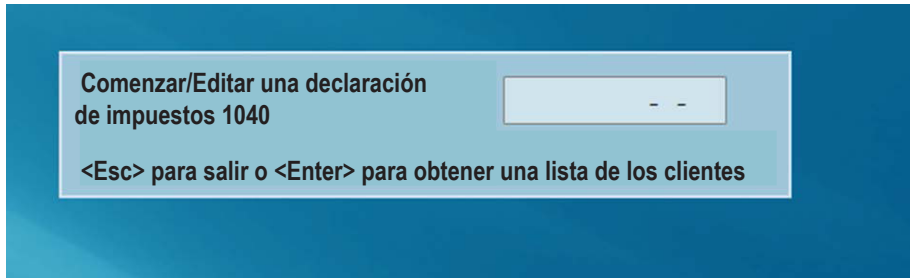 Comenzar/Editar una declaración
de impuestos 1040
- -
<Esc> para salir o <Enter> para obtener una lista de los clientes